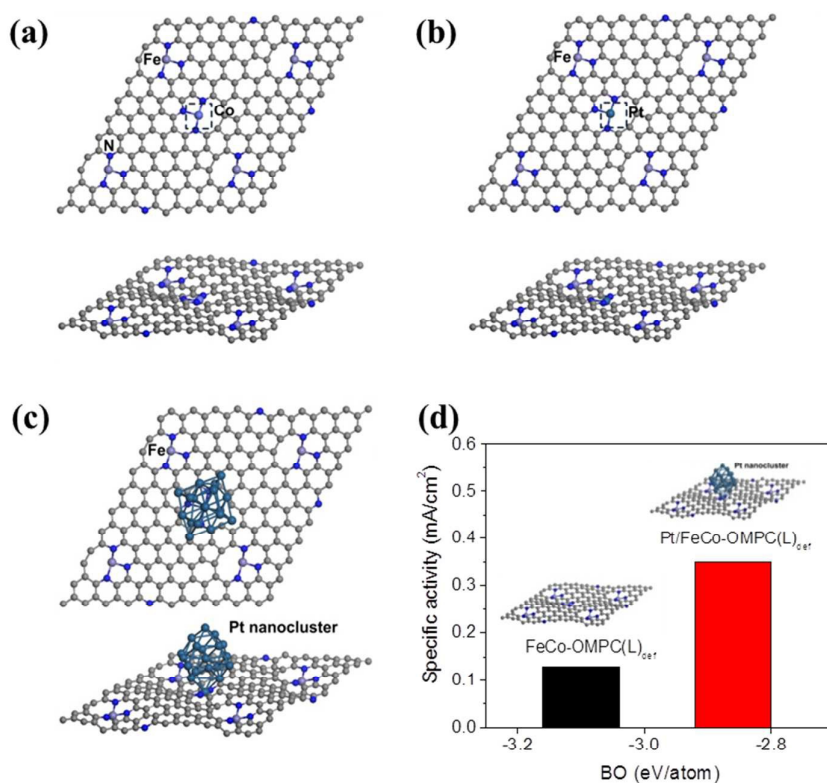 (a)
Fe
Co
N
(b)
Fe
Pt
(c)
Fe
Pt nanocluster
(d)
0.6
0.5
0.4
0.3
0.2
0.1
0.0
Specific activity (mA/cm²)
Pt nanocluster
Pt/FeCo-OMPC(L)def
FeCo-OMPC(L)def
-3.2 -3.0 -2.8
BO (eV/atom)